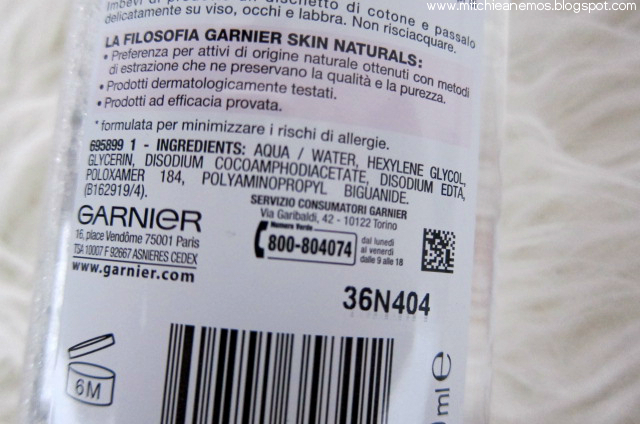 www.mitchieanemos.blogspot.com
dischetto di cotone e passalo
delicatamente su viso, occhi e labbra. Non risciacquare.
LA FILOSOFIA GARNIER SKIN NATURALS:
• Preferenza per attivi di origine naturale ottenuti con metodi
di estrazione che ne preservano la qualità e la purezza.
• Prodotti dermatologicamente testati.
• Prodotti ad efficacia provata.
* formulata per minimizzare i rischi di allergie.
695899 1 - INGREDIENTS: AQUA / WATER, HEXYLENE GLYCOL,
GLYCERIN, DISODIUM COCOAMPHODIACETATE, DISODIUM EDTA,
POLOXAMER 184, POLYAMINOPROPYL BIGUANIDE.
(B162919/4).
GARNIER
16, place Vendôme 75001 Paris
TSA 10007 F 92667 ASNIERES CEDEX
www.garnier.com
SERVIZIO CONSUMATORI GARNIER
Via Garibaldi, 42 - 10122 Torino
Numero Verde
800-804074
dal lunedì
al venerdì
dalle 9 alle 18
36N404
6M
ml e